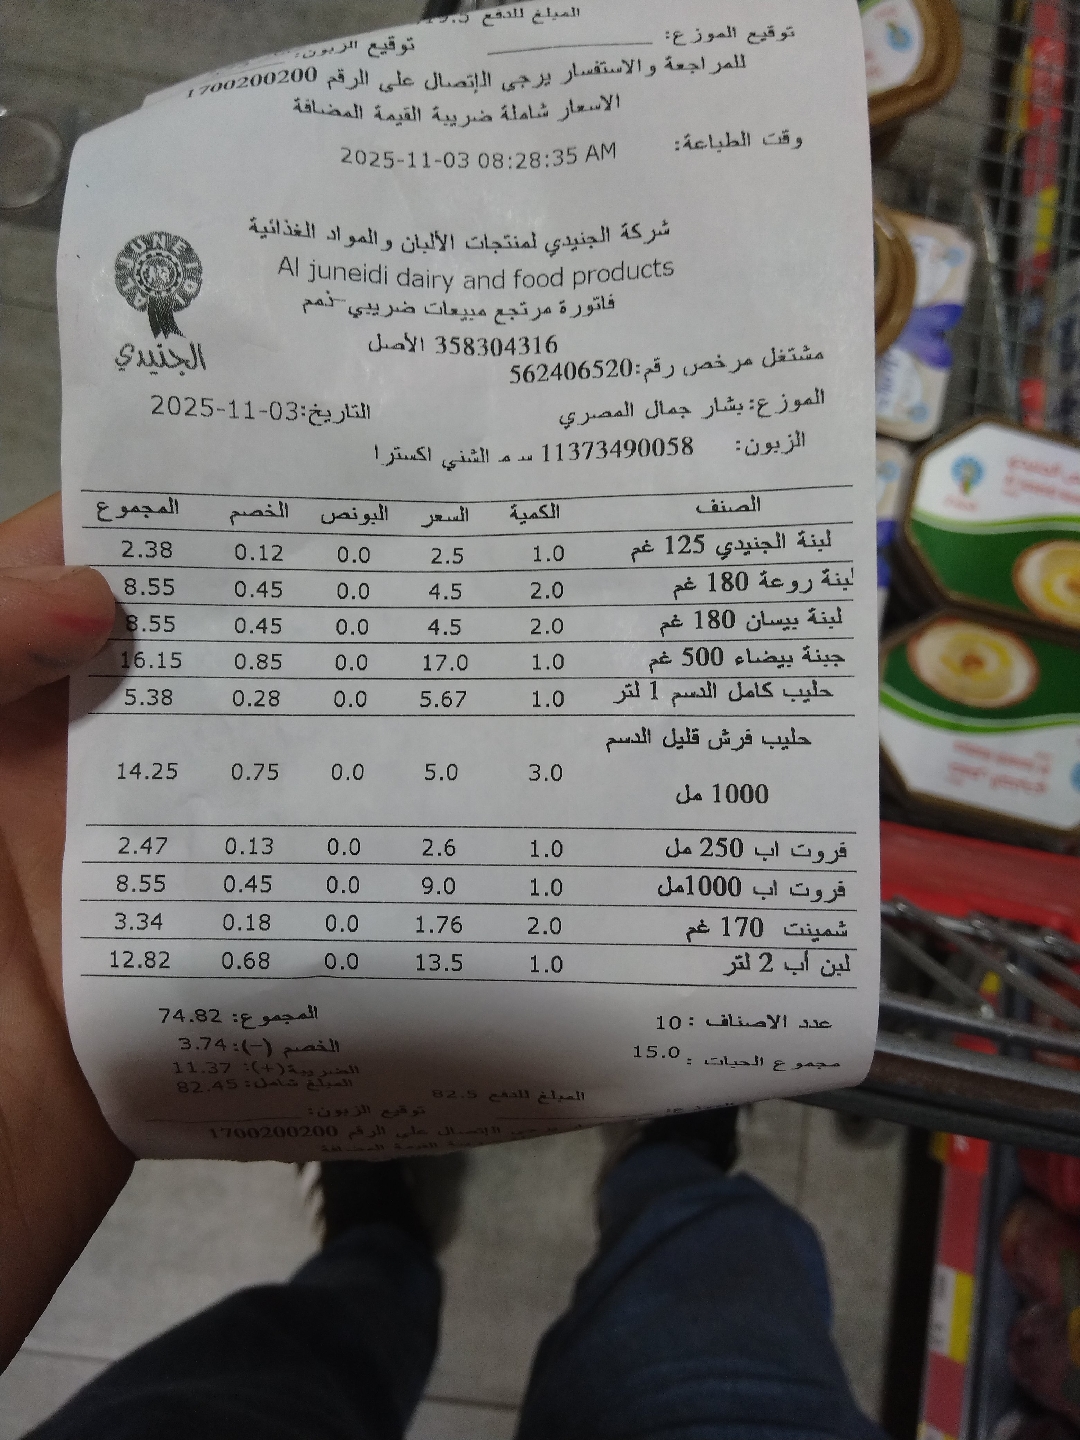 المبلغ للدفع 19.5
توقيع الموزع: توقيع الزبون:
للمراجعة والاستفسار يرجى الإتصال على الرقم 1700200200
الاسعار شاملة ضريبة القيمة المضافة
وقت الطباعة: 2025-11-03 08:28:35 AM
شركة الجنيدي لمنتجات الألبان والمواد الغذائية
Al juneidi dairy and food products
فاتورة مرتجع مبيعات ضريبي-ذمم
الجنيدي
358304316 الأصل
مشتغل مرخص رقم:562406520
الموزع:بشار جمال المصري التاريخ:2025-11-03
الزبون: 11373490058 س م الشني اكسترا
الصنف الكمية السعر البونص الخصم المجموع
لبنة الجنيدي 125 غم 1.0 2.5 0.0 0.12 2.38
لبنة روعة 180 غم 2.0 4.5 0.0 0.45 8.55
لبنة بيسان 180 غم 2.0 4.5 0.0 0.45 8.55
جبنة بيضاء 500 غم 1.0 17.0 0.0 0.85 16.15
حليب كامل الدسم 1 لتر 1.0 5.67 0.0 0.28 5.38
حليب فرش قليل الدسم
1000 مل 3.0 5.0 0.0 0.75 14.25
فروت اب 250 مل 1.0 2.6 0.0 0.13 2.47
فروت اب 1000مل 1.0 9.0 0.0 0.45 8.55
شمينت 170 غم 2.0 1.76 0.0 0.18 3.34
لبن أب 2 لتر 1.0 13.5 0.0 0.68 12.82
عدد الاصناف : 10 المجموع: 74.82
مجموع الحبات : 15.0 الخصم (-): 3.74
الضريبة(+): 11.37
المبلغ شامل: 82.45
المبلغ للدفع 82.5
توقيع الزبون:
الإتصال على الرقم 1700200200